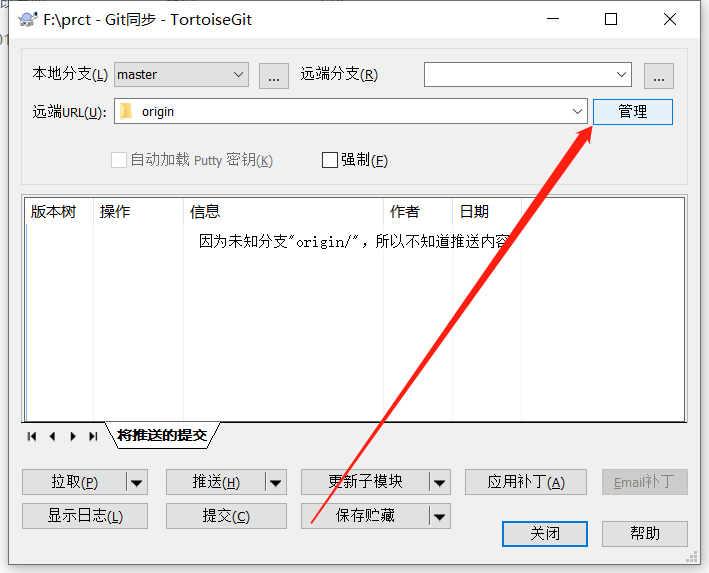 F:\prct - Git同步 - TortoiseGit
本地分支(L) master ... 远端分支(R) ...
远端URL(U): origin 管理
自动加载 Putty 密钥(K) 强制(F)
版本树 操作 信息 作者 日期
因为未知分支"origin/"，所以不知道推送内容
将推送的提交
拉取(P) 推送(H) 更新子模块 应用补丁(A) Email补丁
显示日志(L) 提交(C) 保存贮藏
关闭 帮助